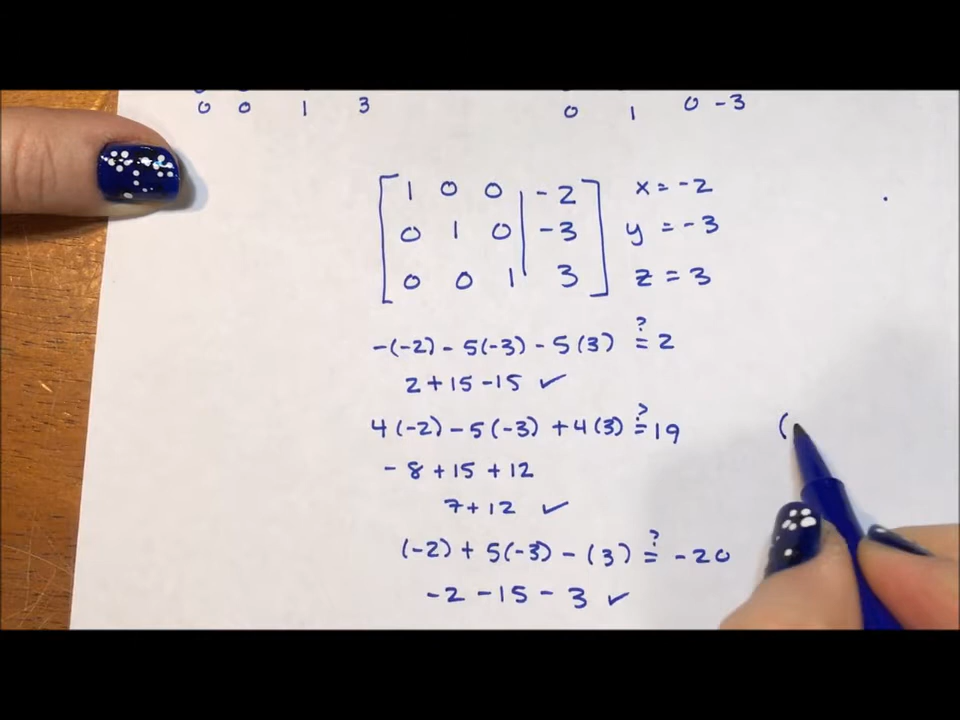 0 0 1 3
0 1 0 -3
1 0 0 | -2 x = -2
0 1 0 | -3 y = -3
0 0 1 | 3 z = 3
-(-2) - 5(-3) - 5(3) ?= 2
2 + 15 - 15 ✓
4(-2) - 5(-3) + 4(3) ?= 19
(
-8 + 15 + 12
7 + 12 ✓
(-2) + 5(-3) - (3) ?= -20
-2 - 15 - 3 ✓